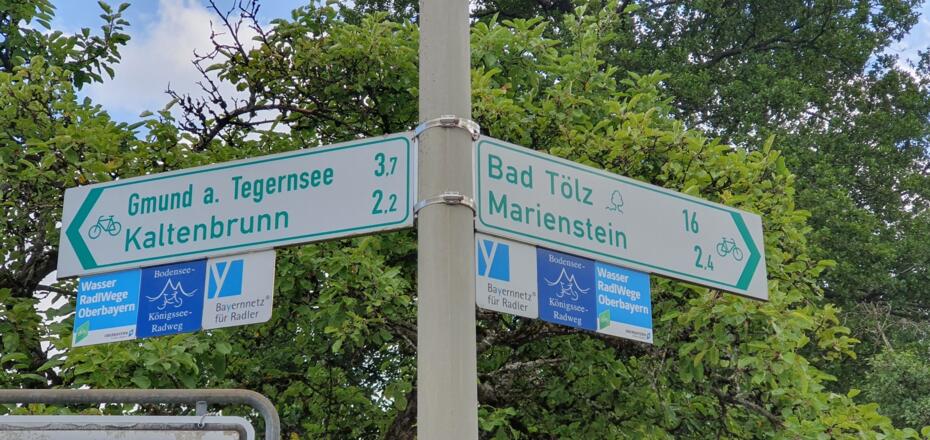 Gmund a. Tegernsee 3,7
Kaltenbrunn 2,2
Wasser
RadlWege
Oberbayern
Bodensee-
Königssee-
Radweg
Bayernnetz
für Radler
Bad Tölz 16
Marienstein 2,4
Bayernnetz
für Radler
Bodensee-
Königssee-
Radweg
Wasser
RadlWege
Oberbayern